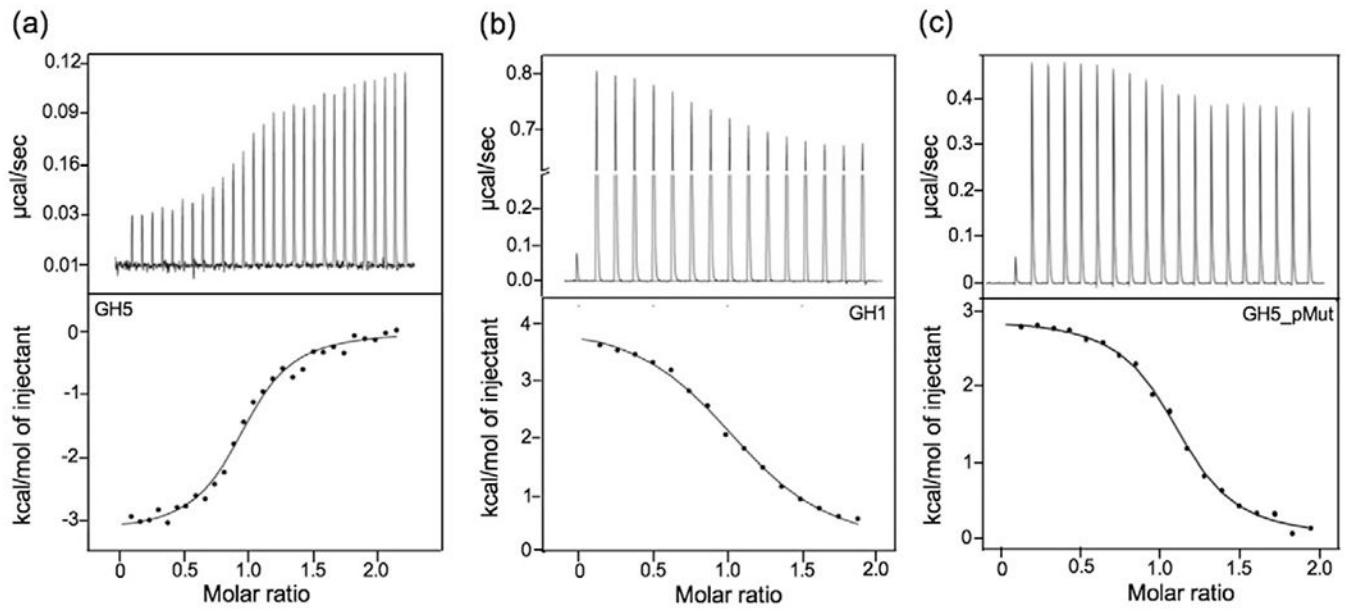 (a)
µcal/sec
0.12
0.09
0.16
0.03
0.01
GH5
kcal/mol of injectant
0
-1
-2
-3
0 0.5 1.0 1.5 2.0
Molar ratio
(b)
µcal/sec
0.8
0.7
0.2
0.1
0.0
GH1
kcal/mol of injectant
4
3
2
1
0
0 0.5 1.0 1.5 2.0
Molar ratio
(c)
µcal/sec
0.4
0.3
0.2
0.1
0
GH5_pMut
kcal/mol of injectant
3
2
1
0
0 0.5 1.0 1.5 2.0
Molar ratio